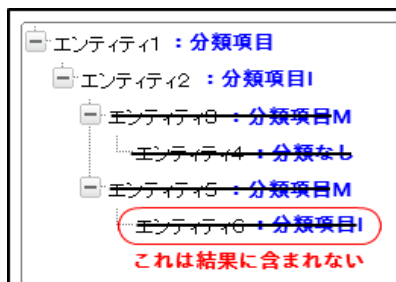 エンティティ1 : 分類項目
エンティティ2 : 分類項目I
エンティティ3 : 分類項目M
エンティティ4 : 分類なし
エンティティ5 : 分類項目M
エンティティ6 : 分類項目I
これは結果に含まれない